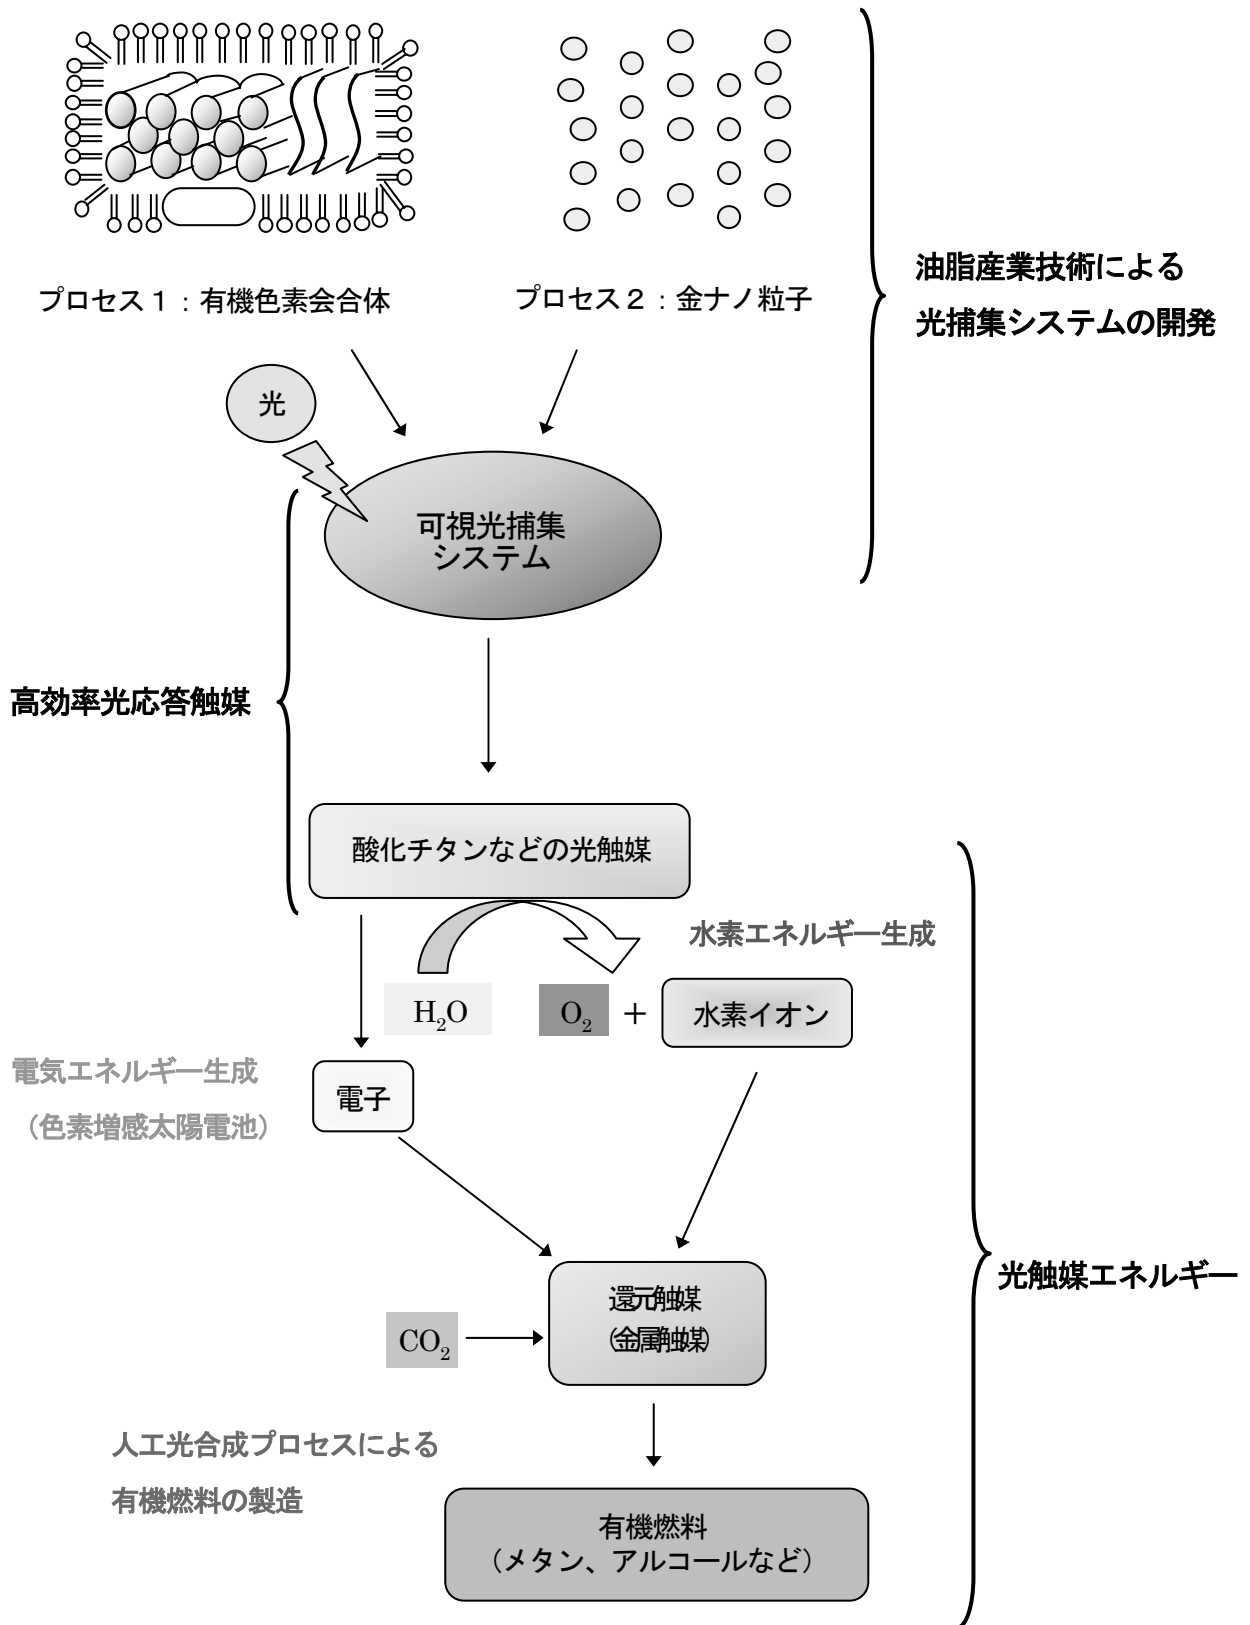 プロセス１：有機色素会合体
プロセス２：金ナノ粒子
油脂産業技術による
光捕集システムの開発
光
可視光捕集
システム
高効率光応答触媒
酸化チタンなどの光触媒
水素エネルギー生成
H₂O
O₂ ＋ 水素イオン
電気エネルギー生成
（色素増感太陽電池）
電子
還元触媒
（金属触媒）
光触媒エネルギー
CO₂
人工光合成プロセスによる
有機燃料の製造
有機燃料
（メタン、アルコールなど）